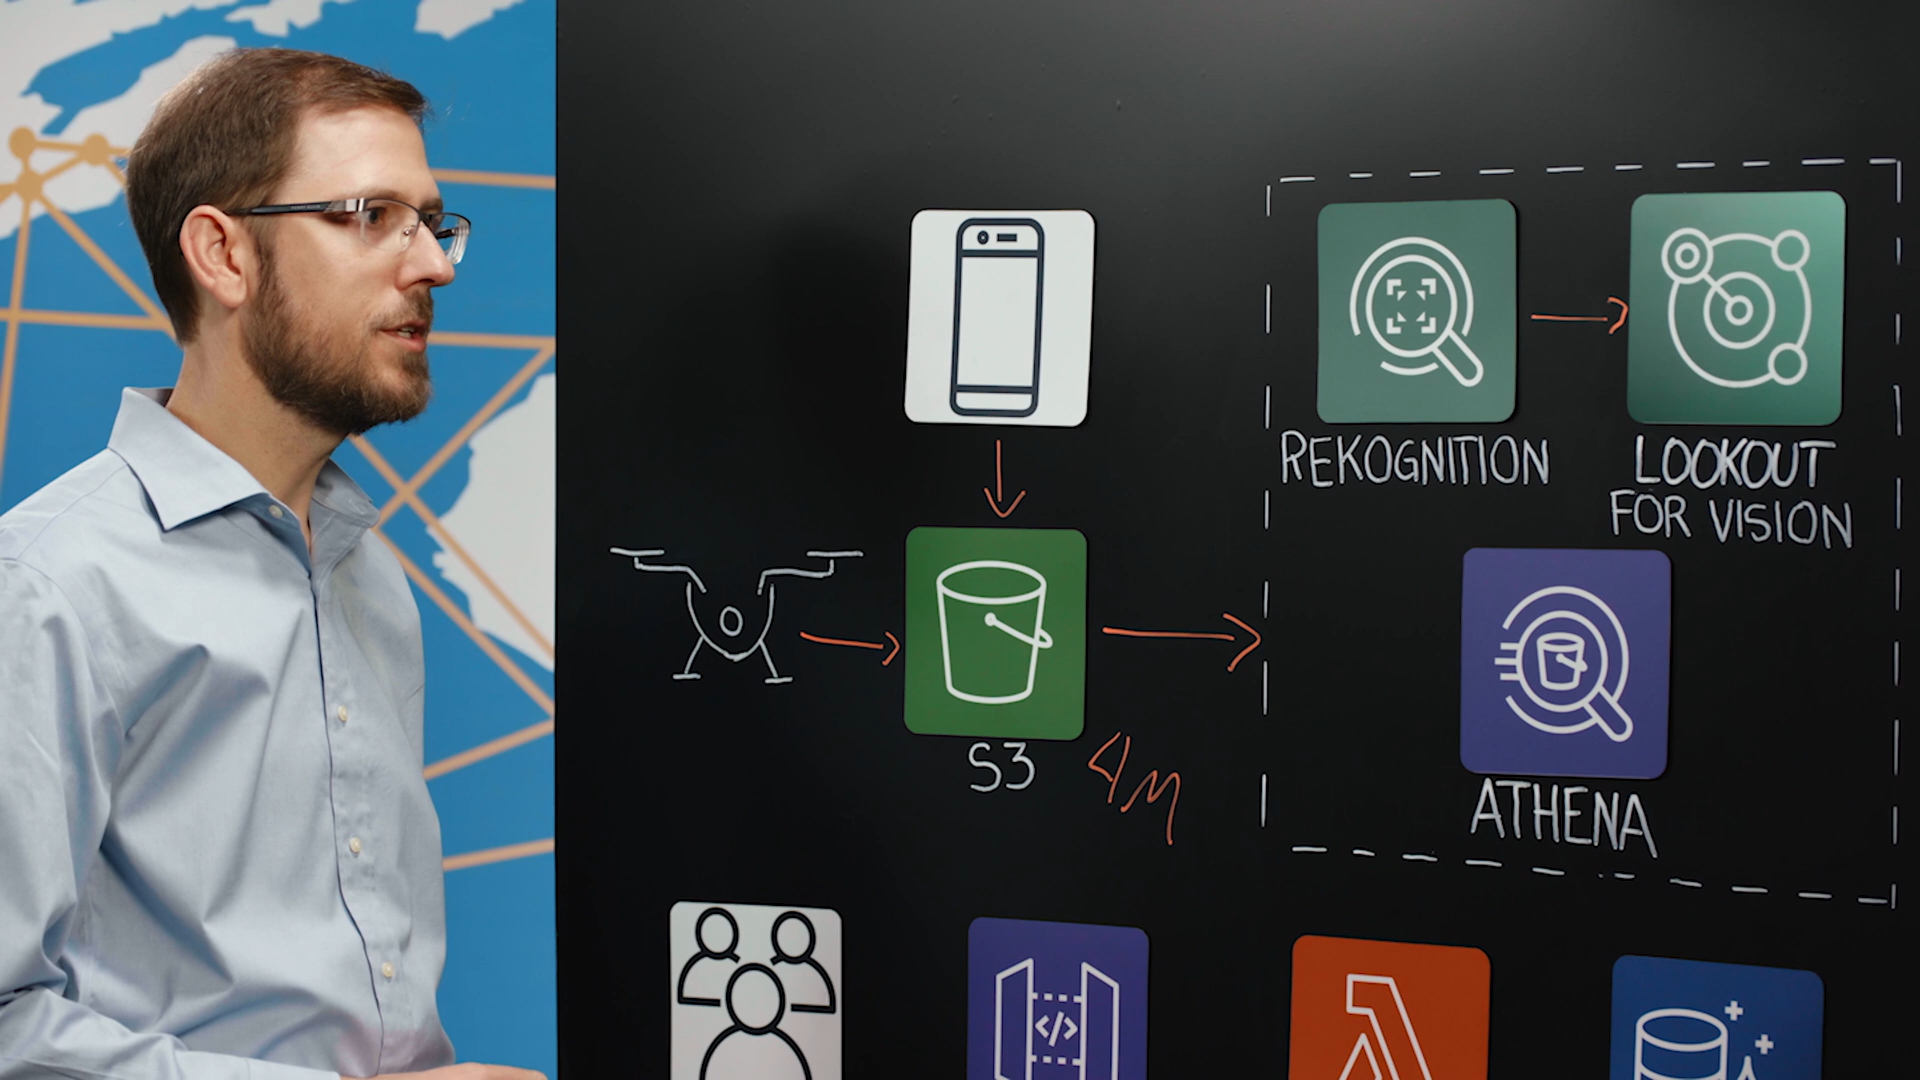 REKOGNITION
LOOKOUT
FOR VISION
S3
4M
ATHENA
</>